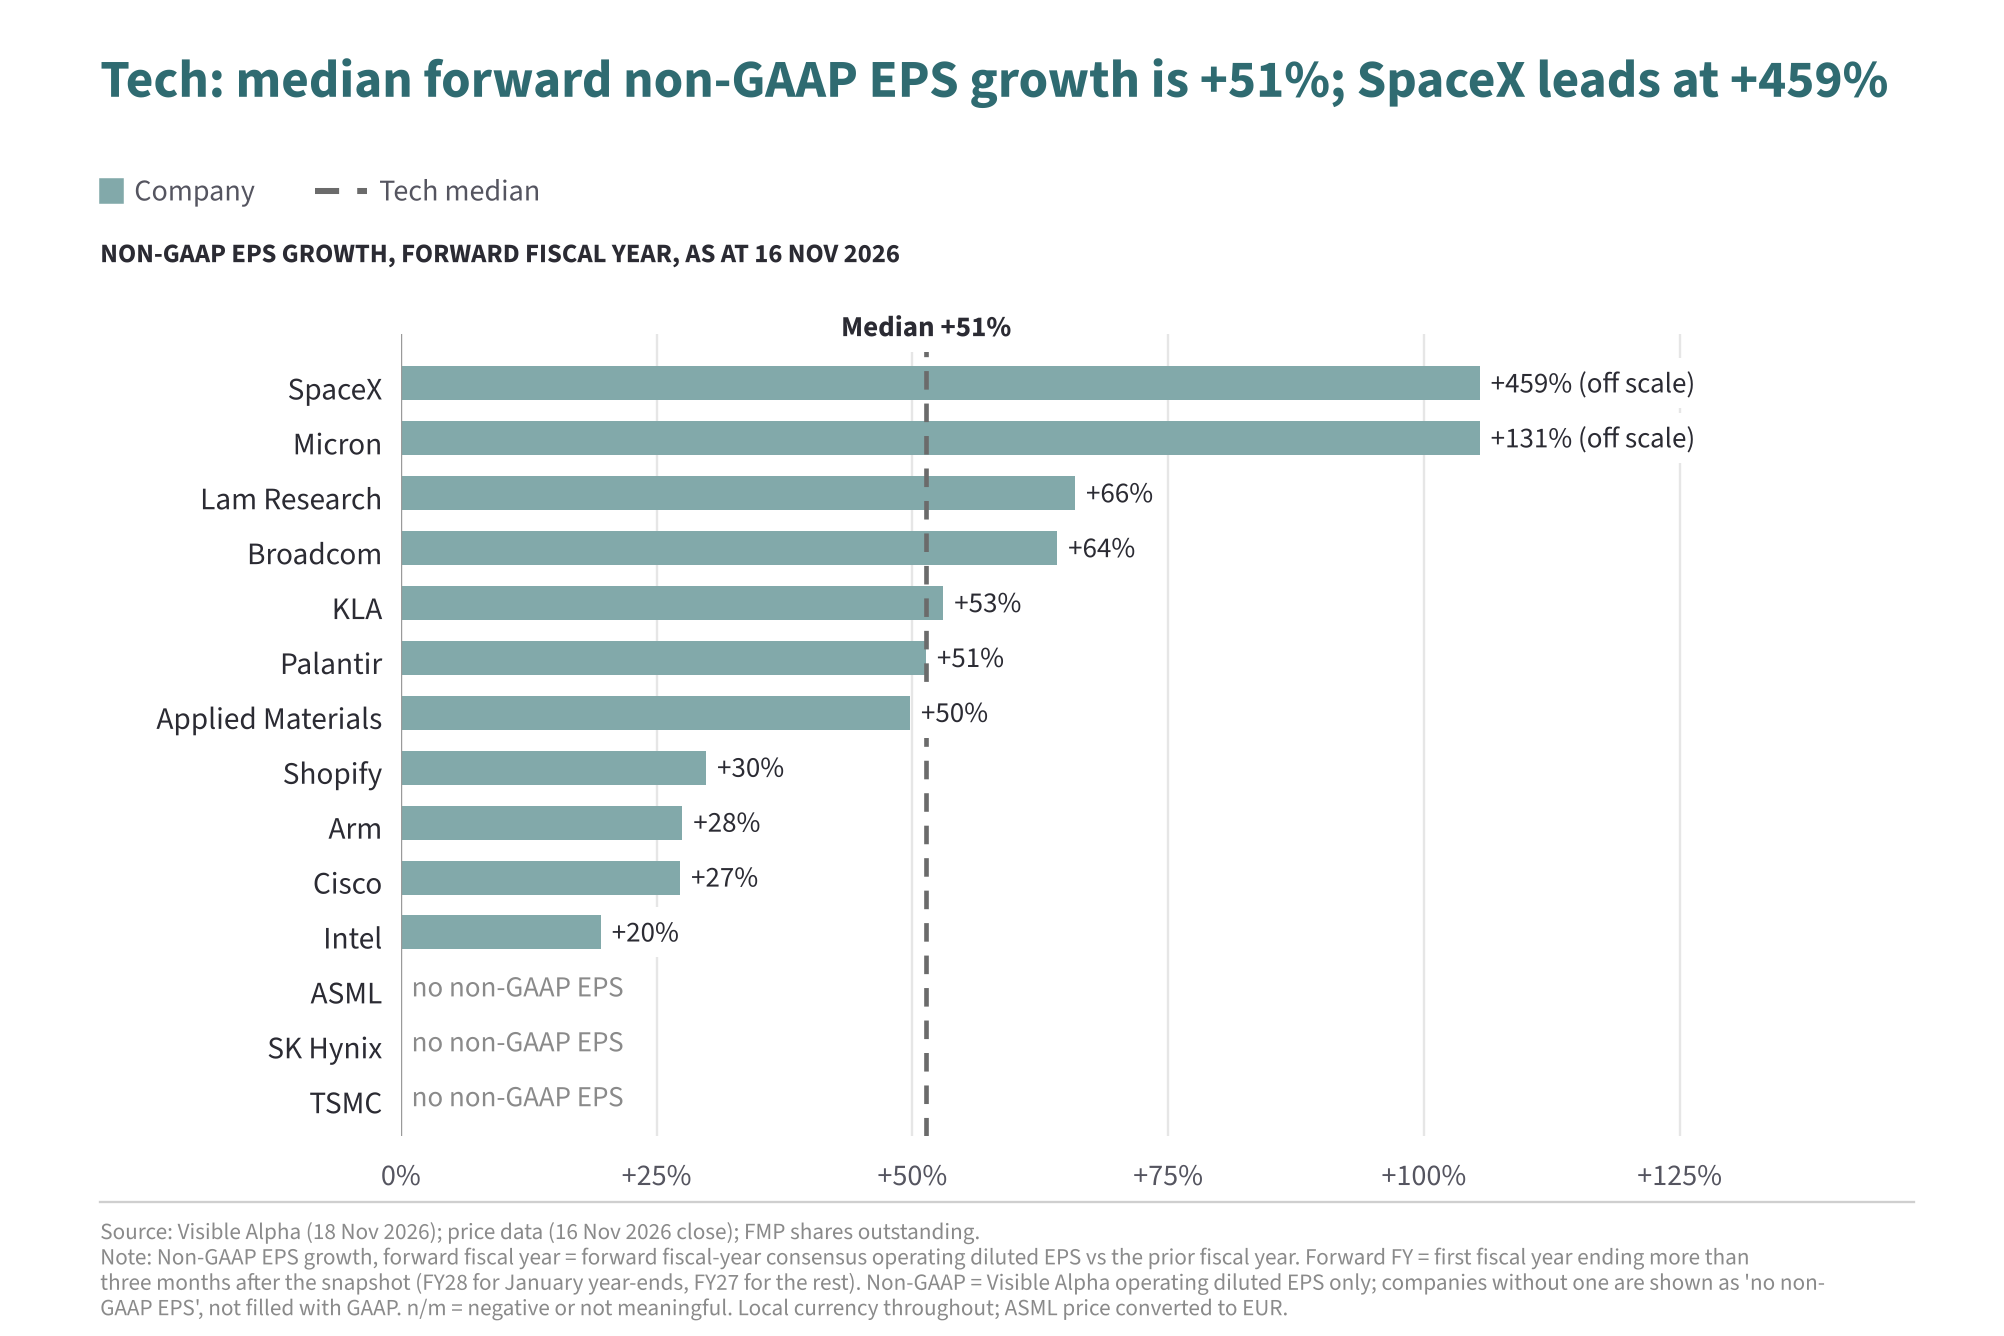 Tech: median forward non-GAAP EPS growth is +51%; SpaceX leads at +459%
Company
Tech median
NON-GAAP EPS GROWTH, FORWARD FISCAL YEAR, AS AT 16 NOV 2026
Median +51%
SpaceX +459% (off scale)
Micron +131% (off scale)
Lam Research +66%
Broadcom +64%
KLA +53%
Palantir +51%
Applied Materials +50%
Shopify +30%
Arm +28%
Cisco +27%
Intel +20%
ASML no non-GAAP EPS
SK Hynix no non-GAAP EPS
TSMC no non-GAAP EPS
0% +25% +50% +75% +100% +125%
Source: Visible Alpha (18 Nov 2026); price data (16 Nov 2026 close); FMP shares outstanding.
Note: Non-GAAP EPS growth, forward fiscal year = forward fiscal-year consensus operating diluted EPS vs the prior fiscal year. Forward FY = first fiscal year ending more than
three months after the snapshot (FY28 for January year-ends, FY27 for the rest). Non-GAAP = Visible Alpha operating diluted EPS only; companies without one are shown as 'no non-
GAAP EPS', not filled with GAAP. n/m = negative or not meaningful. Local currency throughout; ASML price converted to EUR.